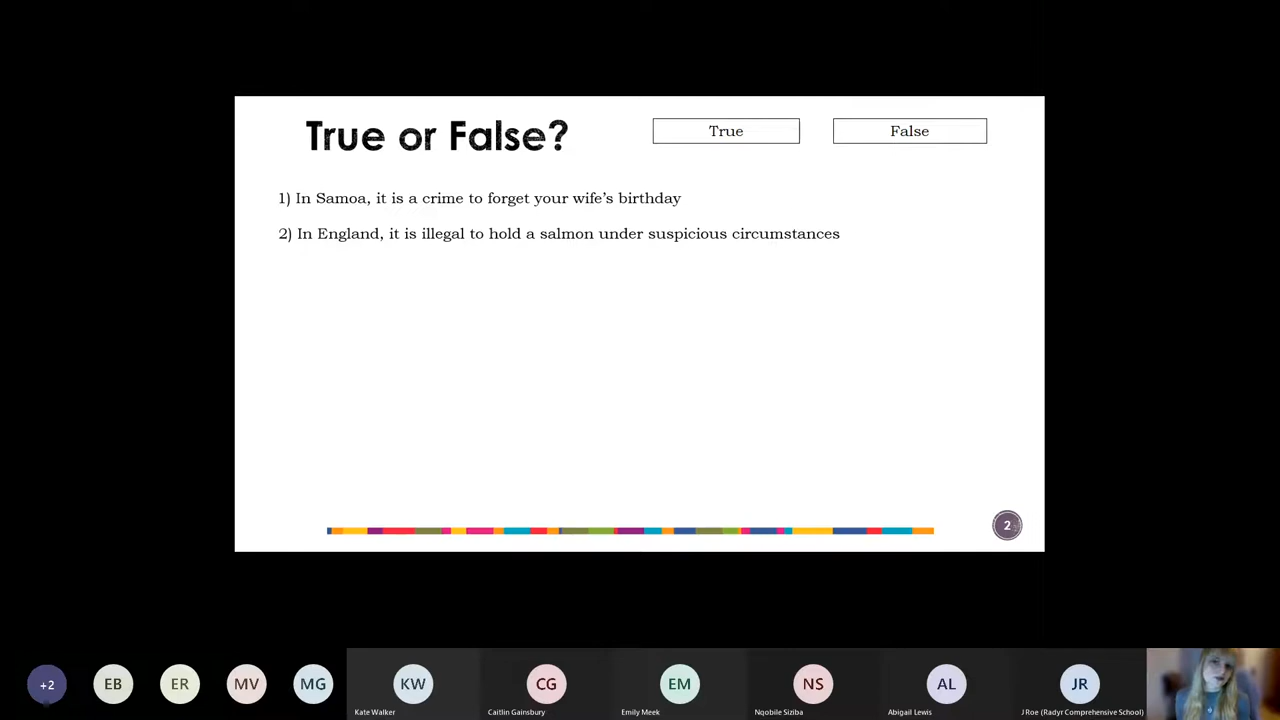 True or False?
True
False
1) In Samoa, it is a crime to forget your wife's birthday
2) In England, it is illegal to hold a salmon under suspicious circumstances
2
+2
EB
ER
MV
MG
KW
CG
EM
NS
AL
JR
Kate Walker
Caitlin Gainsbury
Emily Meek
Nqobile Siziba
Abigail Lewis
J Roe (Radyr Comprehensive School)